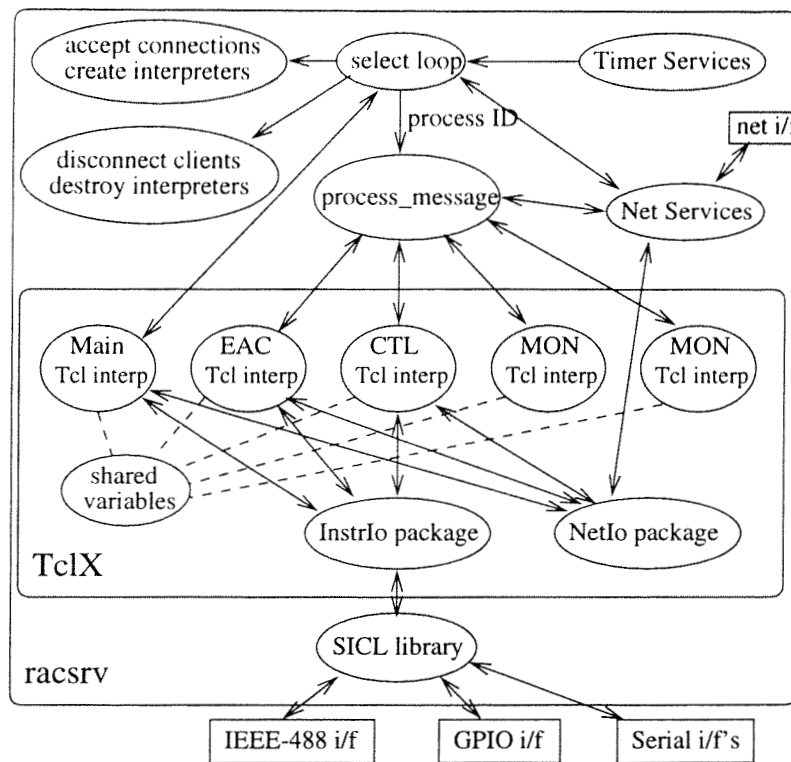 accept connections
create interpreters
select loop
Timer Services
process ID
net i/
disconnect clients
destroy interpreters
process_message
Net Services
Main
Tcl interp
EAC
Tcl interp
CTL
Tcl interp
MON
Tcl interp
MON
Tcl interp
shared
variables
InstrIo package
NetIo package
TclX
SICL library
racsrv
IEEE-488 i/f
GPIO i/f
Serial i/f's